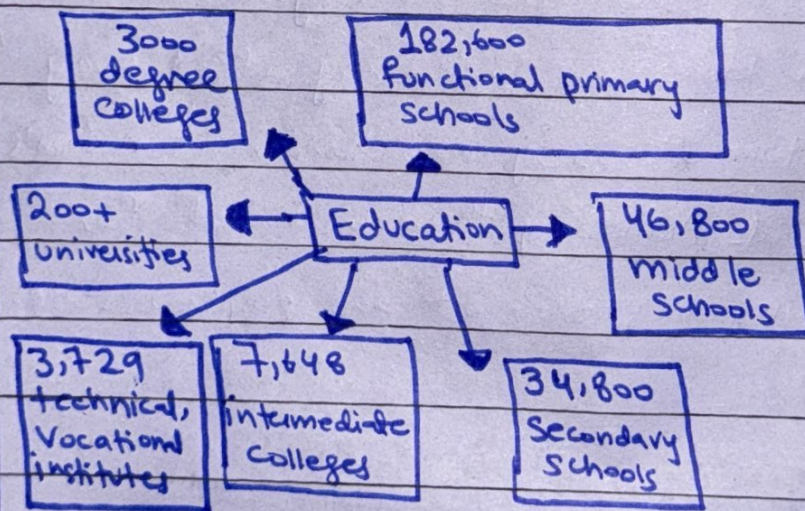 3000
degree
colleges
182,600
functional primary
schools
200+
universities
Education
46,800
middle
schools
3,729
technical,
Vocational
institutes
7,648
intermediate
colleges
34,800
Secondary
schools